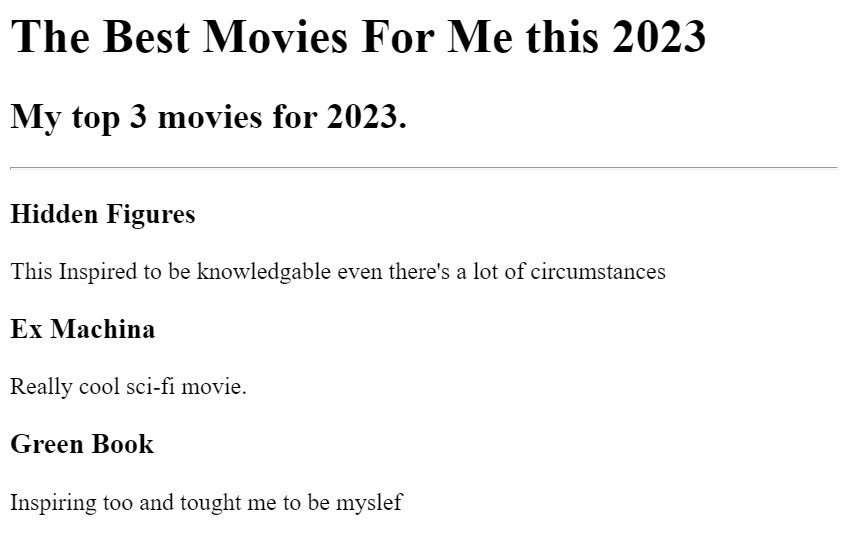 The Best Movies For Me this 2023
My top 3 movies for 2023.
Hidden Figures
This Inspired to be knowledgable even there's a lot of circumstances
Ex Machina
Really cool sci-fi movie.
Green Book
Inspiring too and tought me to be myslef